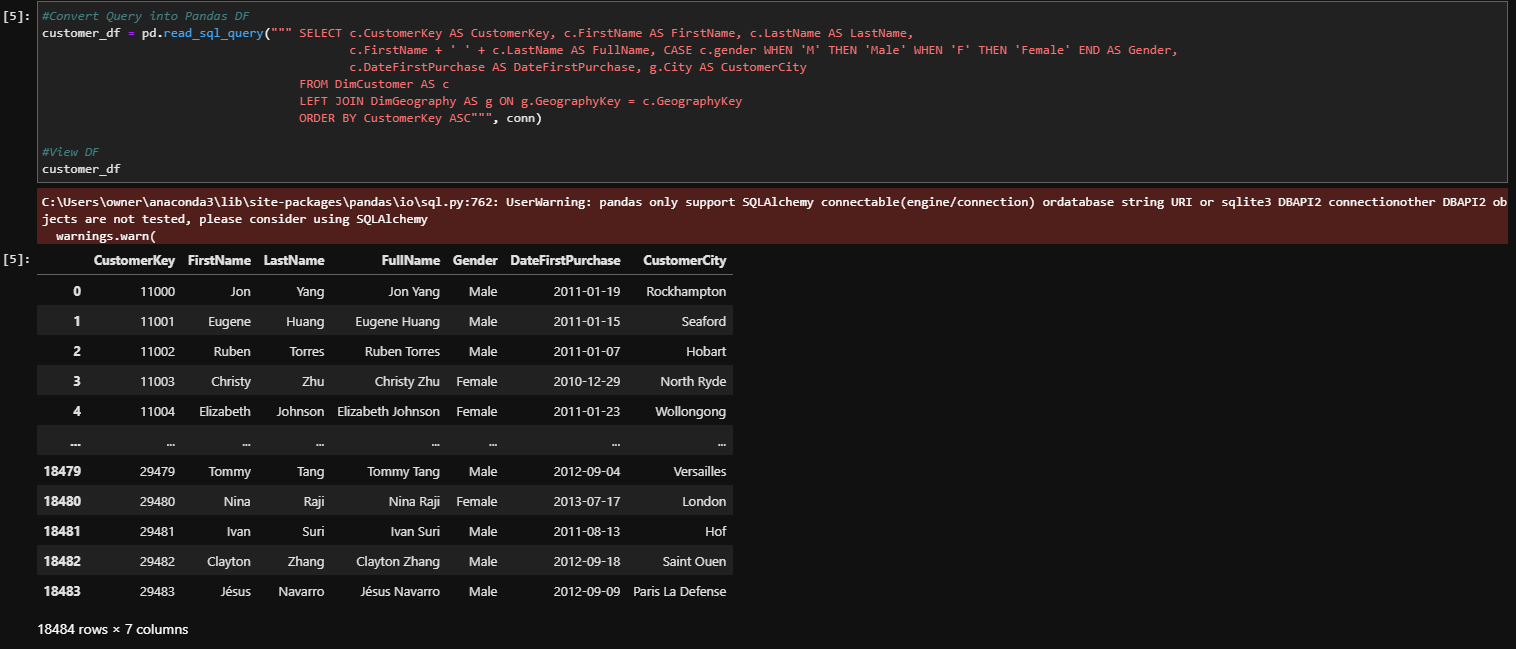 [5]: #Convert Query into Pandas DF
customer_df = pd.read_sql_query(""" SELECT c.CustomerKey AS CustomerKey, c.FirstName AS FirstName, c.LastName AS LastName,
c.FirstName + ' ' + c.LastName AS FullName, CASE c.gender WHEN 'M' THEN 'Male' WHEN 'F' THEN 'Female' END AS Gender,
c.DateFirstPurchase AS DateFirstPurchase, g.City AS CustomerCity
FROM DimCustomer AS c
LEFT JOIN DimGeography AS g ON g.GeographyKey = c.GeographyKey
ORDER BY CustomerKey ASC""", conn)
#View DF
customer_df
C:\Users\owner\anaconda3\lib\site-packages\pandas\io\sql.py:762: UserWarning: pandas only support SQLAlchemy connectable(engine/connection) ordatabase string URI or sqlite3 DBAPI2 connectionother DBAPI2 ob
jects are not tested, please consider using SQLAlchemy
warnings.warn(
[5]: CustomerKey FirstName LastName FullName Gender DateFirstPurchase CustomerCity
0 11000 Jon Yang Jon Yang Male 2011-01-19 Rockhampton
1 11001 Eugene Huang Eugene Huang Male 2011-01-15 Seaford
2 11002 Ruben Torres Ruben Torres Male 2011-01-07 Hobart
3 11003 Christy Zhu Christy Zhu Female 2010-12-29 North Ryde
4 11004 Elizabeth Johnson Elizabeth Johnson Female 2011-01-23 Wollongong
... ... ... ... ... ... ... ...
18479 29479 Tommy Tang Tommy Tang Male 2012-09-04 Versailles
18480 29480 Nina Raji Nina Raji Female 2013-07-17 London
18481 29481 Ivan Suri Ivan Suri Male 2011-08-13 Hof
18482 29482 Clayton Zhang Clayton Zhang Male 2012-09-18 Saint Ouen
18483 29483 Jésus Navarro Jésus Navarro Male 2012-09-09 Paris La Defense
18484 rows × 7 columns